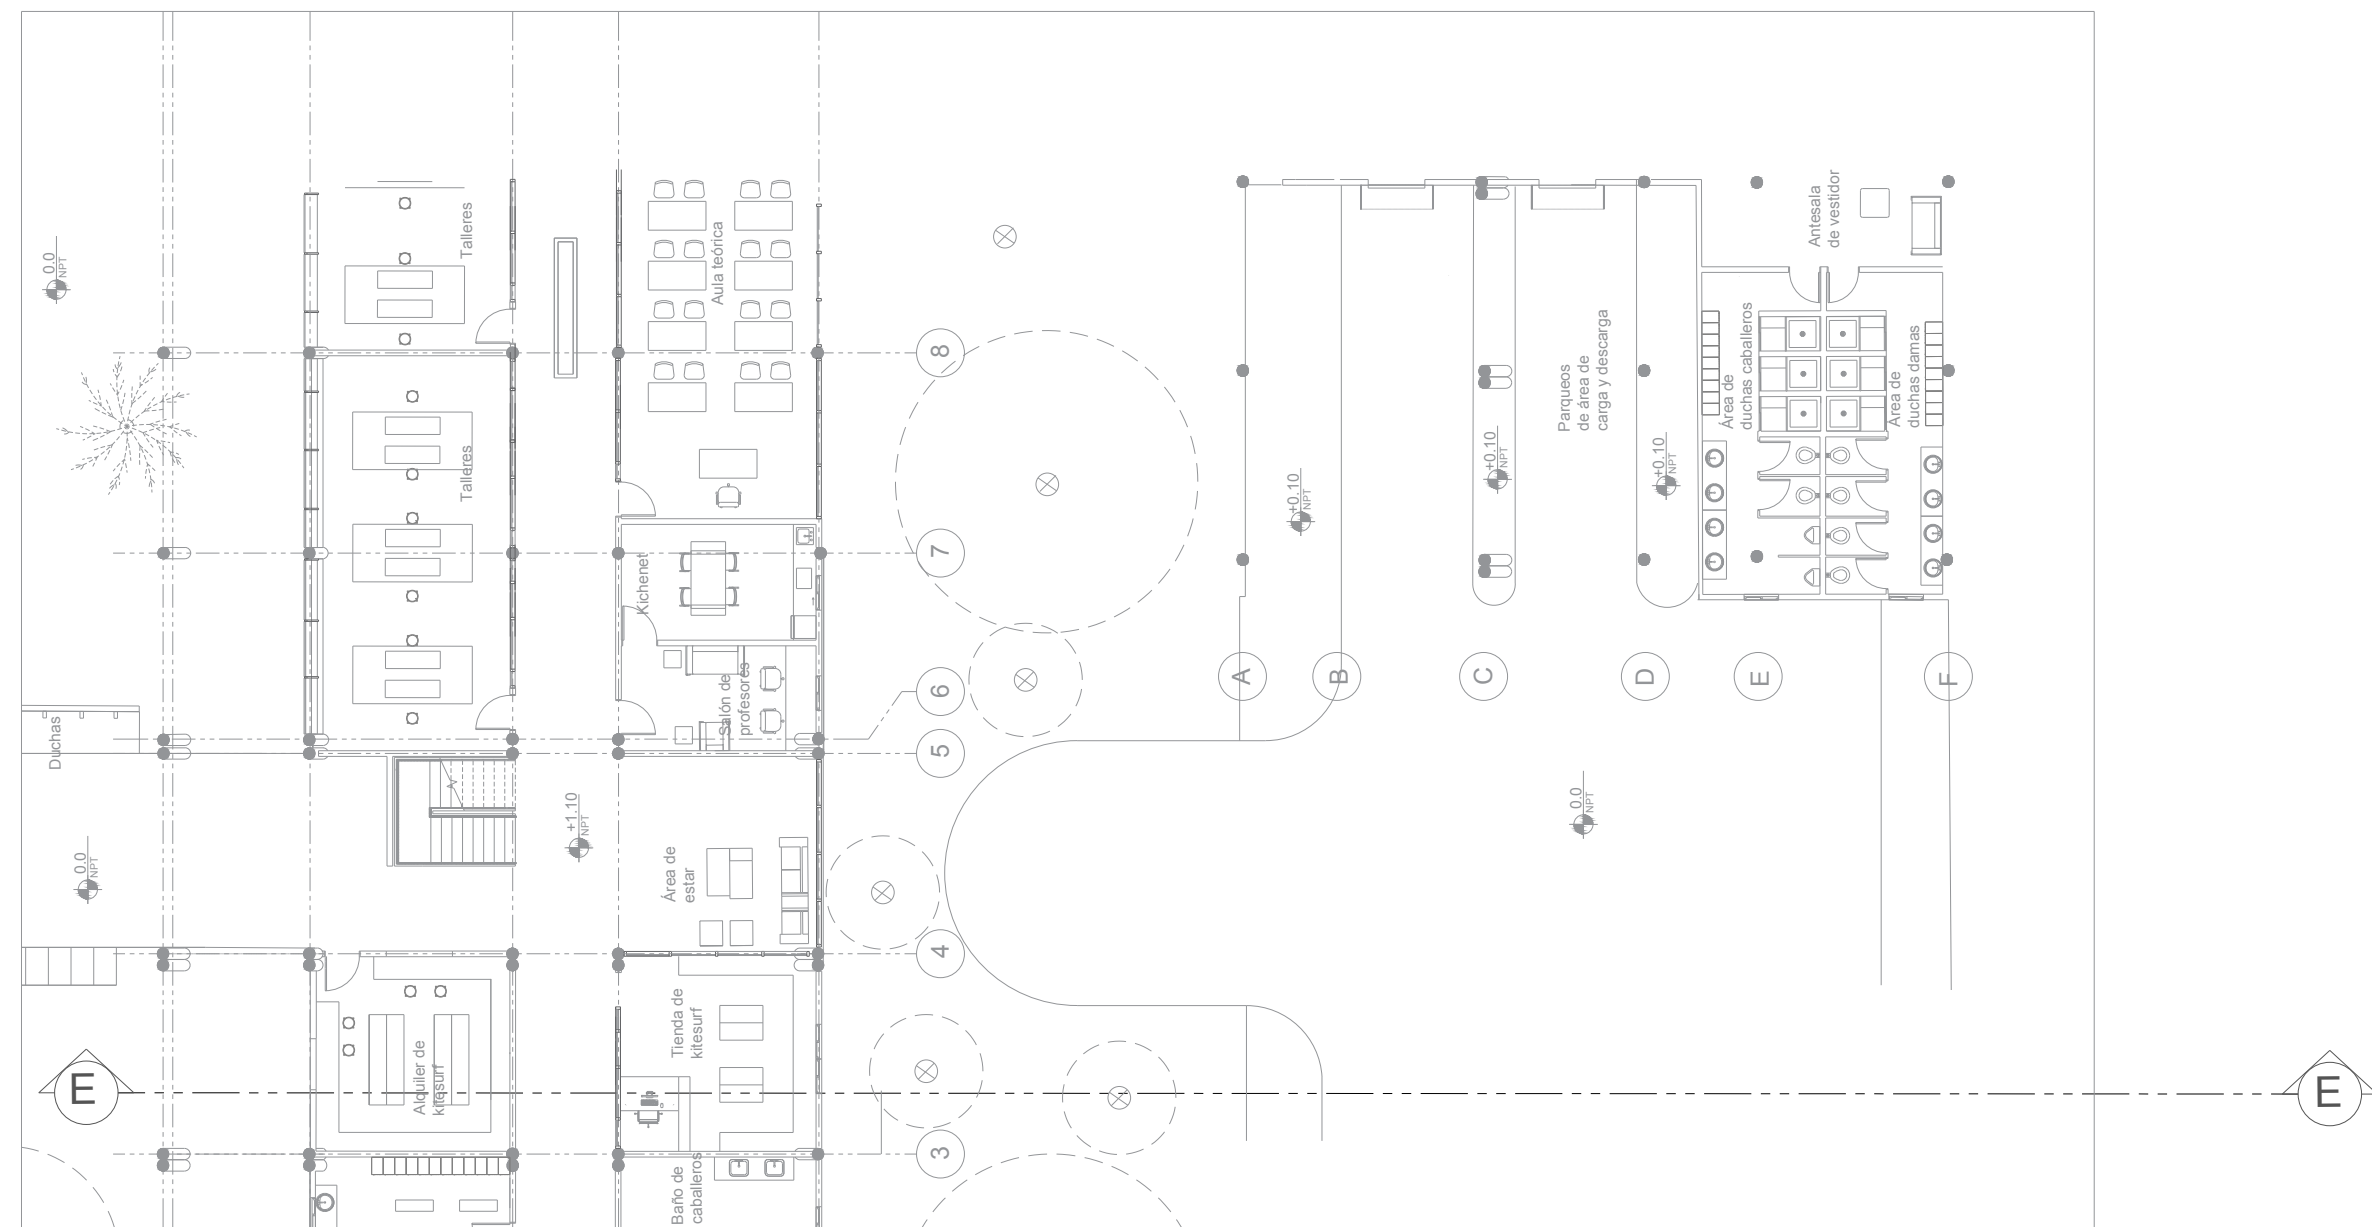 0.0
NPT
Talleres
Aula teórica
Antesala
de vestidor
8
Talleres
Parqueos
de área de
carga y descarga
Área de
duchas caballeros
Área de
duchas damas
+0.10
NPT
+0.10
NPT
+0.10
NPT
7
Kichenet
Salón de
profesores
6
5
A
B
C
D
E
F
Duchas
0.0
NPT
+1.10
NPT
Área de
estar
0.0
NPT
4
Alquiler de
kitesurf
Tienda de
kitesurf
E
E
3
Baño de
caballeros